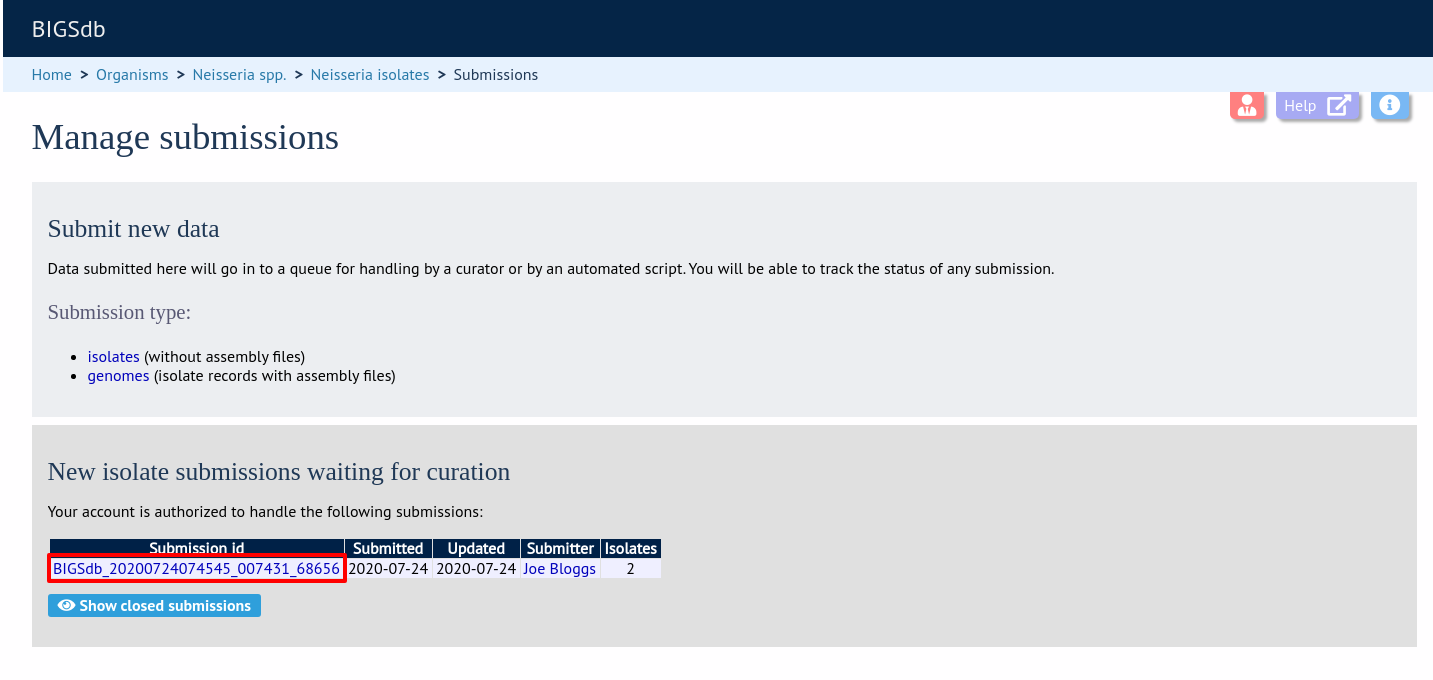 BIGSdb
Home > Organisms > Neisseria spp. > Neisseria isolates > Submissions
Help
Manage submissions
Submit new data
Data submitted here will go in to a queue for handling by a curator or by an automated script. You will be able to track the status of any submission.
Submission type:
• isolates (without assembly files)
• genomes (isolate records with assembly files)
New isolate submissions waiting for curation
Your account is authorized to handle the following submissions:
Submission id Submitted Updated Submitter Isolates
BIGSdb_20200724074545_007431_68656 2020-07-24 2020-07-24 Joe Bloggs 2
Show closed submissions